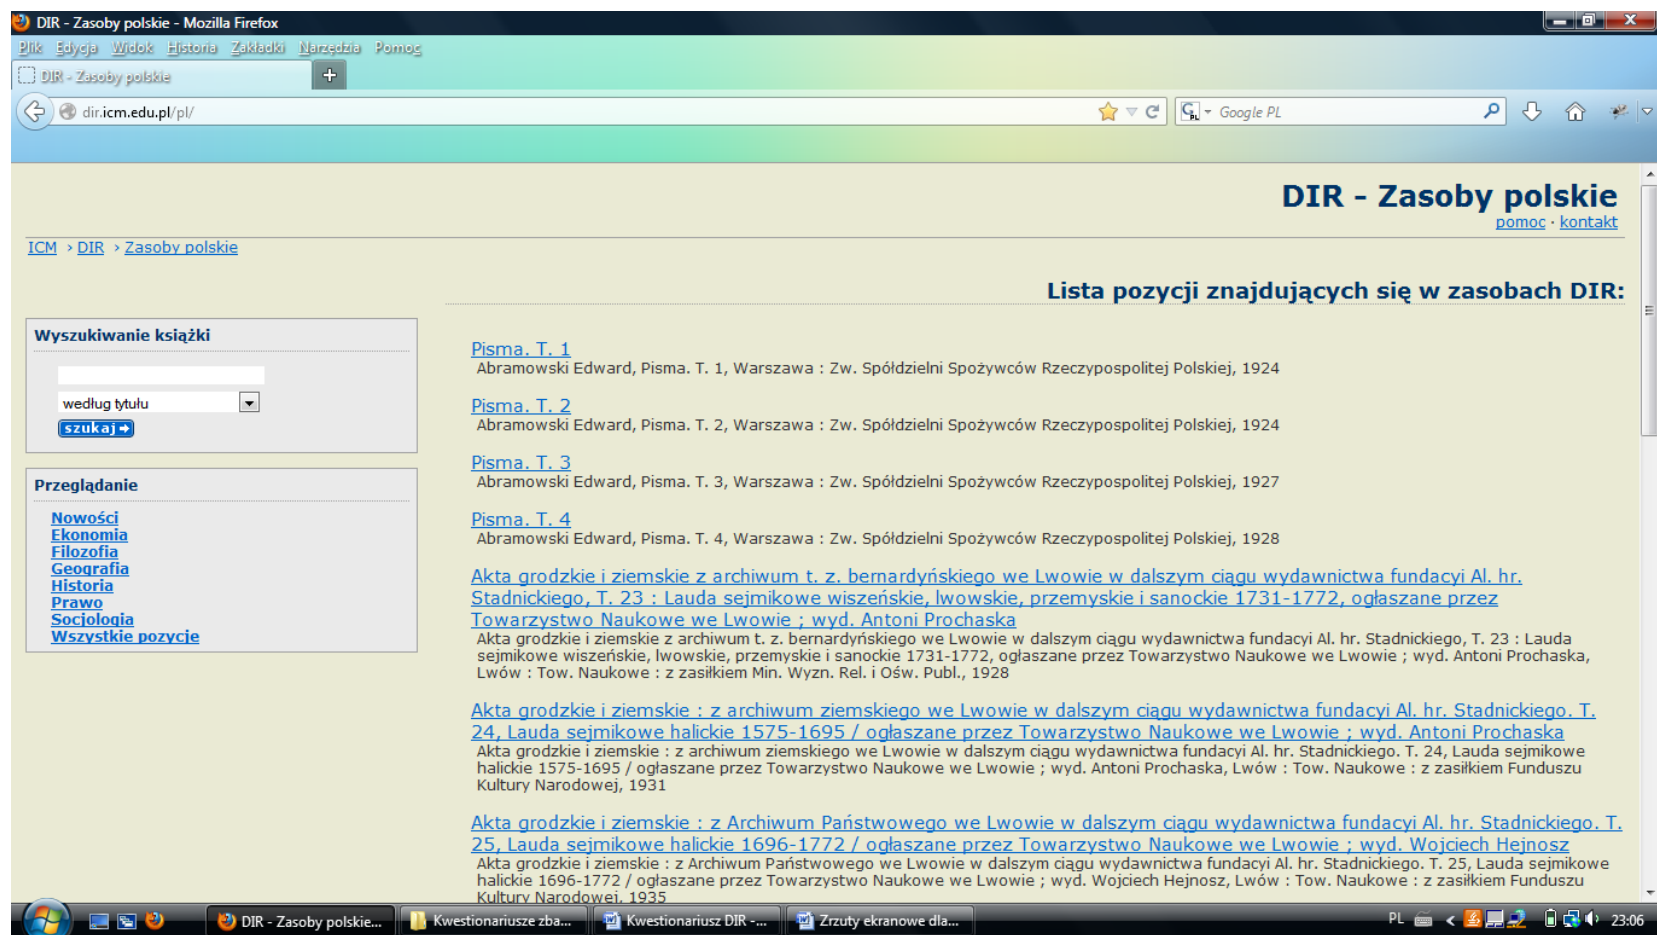 DIR - Zasoby polskie - Mozilla Firefox
Plik Edycja Widok Historia Zakładki Narzędzia Pomoc
DIR - Zasoby polskie
dir.icm.edu.pl/pl/
Google PL
DIR - Zasoby polskie
pomoc · kontakt
ICM › DIR › Zasoby polskie
Lista pozycji znajdujących się w zasobach DIR:
Wyszukiwanie książki
według tytułu
szukaj
Przeglądanie
Nowości
Ekonomia
Filozofia
Geografia
Historia
Prawo
Socjologia
Wszystkie pozycje
Pisma. T. 1
Abramowski Edward, Pisma. T. 1, Warszawa : Zw. Spółdzielni Spożywców Rzeczypospolitej Polskiej, 1924
Pisma. T. 2
Abramowski Edward, Pisma. T. 2, Warszawa : Zw. Spółdzielni Spożywców Rzeczypospolitej Polskiej, 1924
Pisma. T. 3
Abramowski Edward, Pisma. T. 3, Warszawa : Zw. Spółdzielni Spożywców Rzeczypospolitej Polskiej, 1927
Pisma. T. 4
Abramowski Edward, Pisma. T. 4, Warszawa : Zw. Spółdzielni Spożywców Rzeczypospolitej Polskiej, 1928
Akta grodzkie i ziemskie z archiwum t. z. bernardyńskiego we Lwowie w dalszym ciągu wydawnictwa fundacyi Al. hr.
Stadnickiego, T. 23 : Lauda sejmikowe wiszeńskie, lwowskie, przemyskie i sanockie 1731-1772, ogłaszane przez
Towarzystwo Naukowe we Lwowie ; wyd. Antoni Prochaska
Akta grodzkie i ziemskie z archiwum t. z. bernardyńskiego we Lwowie w dalszym ciągu wydawnictwa fundacyi Al. hr. Stadnickiego, T. 23 : Lauda
sejmikowe wiszeńskie, lwowskie, przemyskie i sanockie 1731-1772, ogłaszane przez Towarzystwo Naukowe we Lwowie ; wyd. Antoni Prochaska,
Lwów : Tow. Naukowe : z zasiłkiem Min. Wyzn. Rel. i Ośw. Publ., 1928
Akta grodzkie i ziemskie : z archiwum ziemskiego we Lwowie w dalszym ciągu wydawnictwa fundacyi Al. hr. Stadnickiego. T.
24, Lauda sejmikowe halickie 1575-1695 / ogłaszane przez Towarzystwo Naukowe we Lwowie ; wyd. Antoni Prochaska
Akta grodzkie i ziemskie : z archiwum ziemskiego we Lwowie w dalszym ciągu wydawnictwa fundacyi Al. hr. Stadnickiego. T. 24, Lauda sejmikowe
halickie 1575-1695 / ogłaszane przez Towarzystwo Naukowe we Lwowie ; wyd. Antoni Prochaska, Lwów : Tow. Naukowe : z zasiłkiem Funduszu
Kultury Narodowej, 1931
Akta grodzkie i ziemskie : z Archiwum Państwowego we Lwowie w dalszym ciągu wydawnictwa fundacyi Al. hr. Stadnickiego. T.
25, Lauda sejmikowe halickie 1696-1772 / ogłaszane przez Towarzystwo Naukowe we Lwowie ; wyd. Wojciech Hejnosz
Akta grodzkie i ziemskie : z Archiwum Państwowego we Lwowie w dalszym ciągu wydawnictwa fundacyi Al. hr. Stadnickiego. T. 25, Lauda sejmikowe
halickie 1696-1772 / ogłaszane przez Towarzystwo Naukowe we Lwowie ; wyd. Wojciech Hejnosz, Lwów : Tow. Naukowe : z zasiłkiem Funduszu
Kultury Narodowej, 1935
DIR - Zasoby polskie... Kwestionariusze zba... Kwestionariusz DIR -... Zrzuty ekranowe dla... PL 23:06